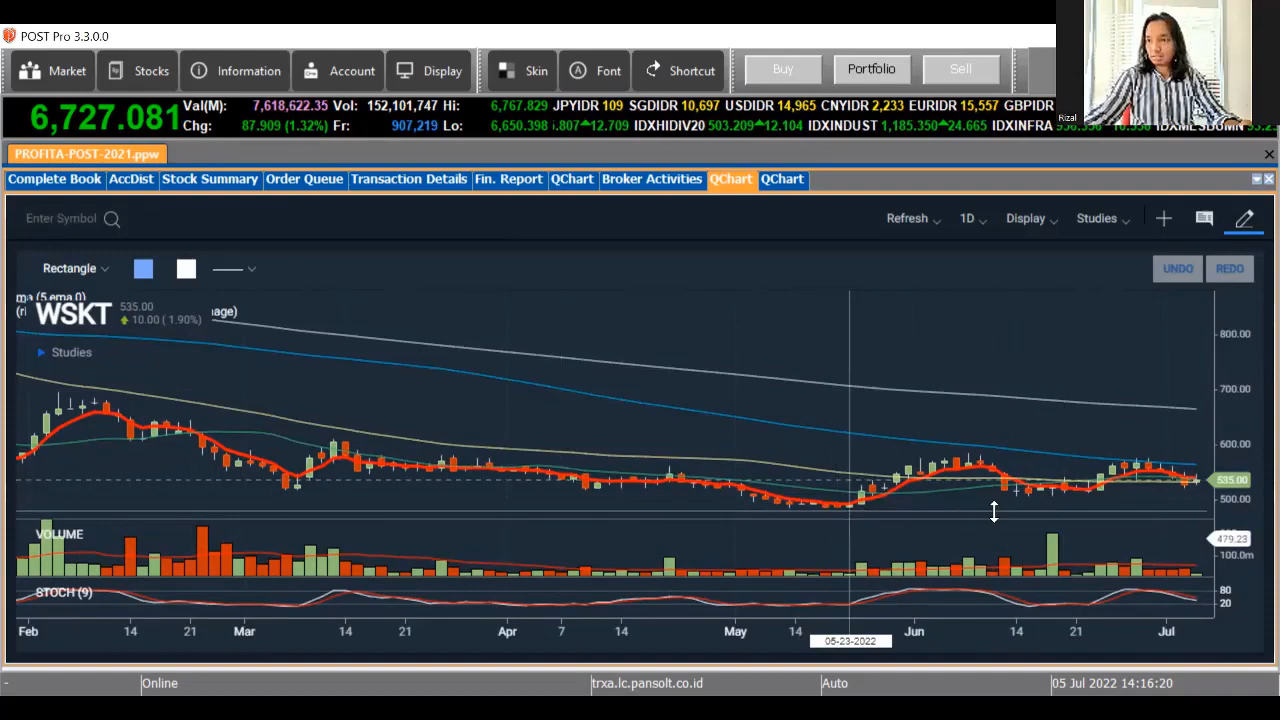 POST Pro 3.3.0.0
Market Stocks Information Account Display Skin Font Shortcut Buy Portfolio Sell
Rizal
6,727.081 Val(M): 7,618,622.35 Vol: 152,101,747 Hi: 6,767.829 JPYIDR 109 SGDIDR 10,697 USDIDR 14,965 CNYIDR 2,233 EURIDR 15,557 GBPIDR
Chg: 87.909 (1.32%) Fr: 907,219 Lo: 6,650.398 .807 12.709 IDXHIDIV20 503.209 12.104 IDXINDUST 1,185.350 24.665 IDXINFRA
PROFITA-POST-2021.ppw
Complete Book AccDist Stock Summary Order Queue Transaction Details Fin. Report QChart Broker Activities QChart QChart
Enter Symbol Refresh 1D Display Studies
Rectangle UNDO REDO
ma (5,ema,0)
WSKT 535.00
10.00 (1.90%)
Studies
800.00
700.00
600.00
535.00
500.00
VOLUME
479.23
100.0m
STOCH (9)
80
20
Feb 14 21 Mar 14 21 Apr 7 14 May 14 Jun 14 21 Jul
05-23-2022
- Online trxa.lc.pansolt.co.id Auto 05 Jul 2022 14:16:20